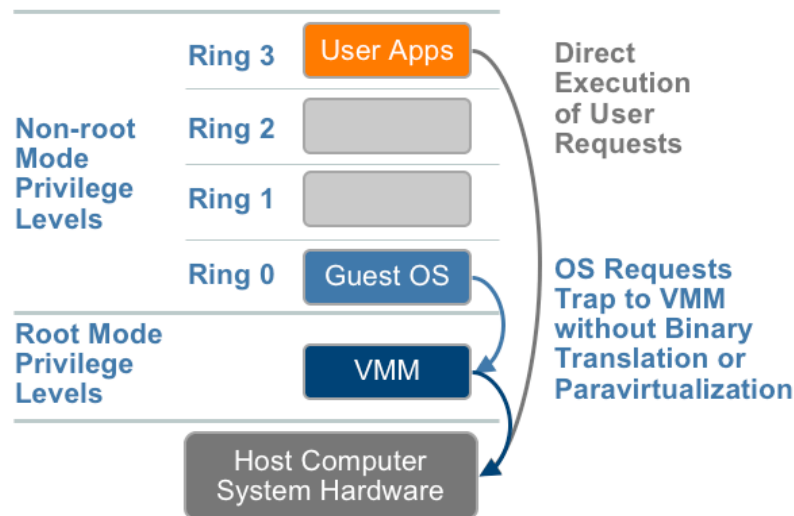 Ring 3
User Apps
Direct
Execution
of User
Requests
Non-root
Mode
Privilege
Levels
Ring 2
Ring 1
Ring 0
Guest OS
OS Requests
Trap to VMM
without Binary
Translation or
Paravirtualization
Root Mode
Privilege
Levels
VMM
Host Computer
System Hardware